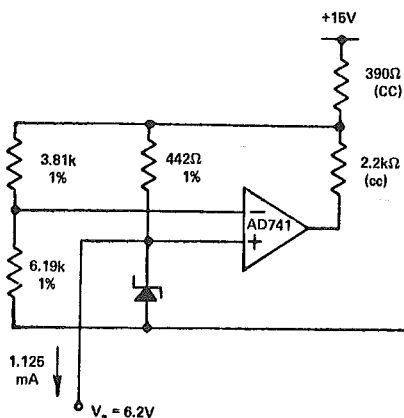 +15V
390Ω
(CC)
3.81k
1%
442Ω
1%
2.2kΩ
(cc)
−
AD741
+
6.19k
1%
1.125
mA
V_ = 6.2V